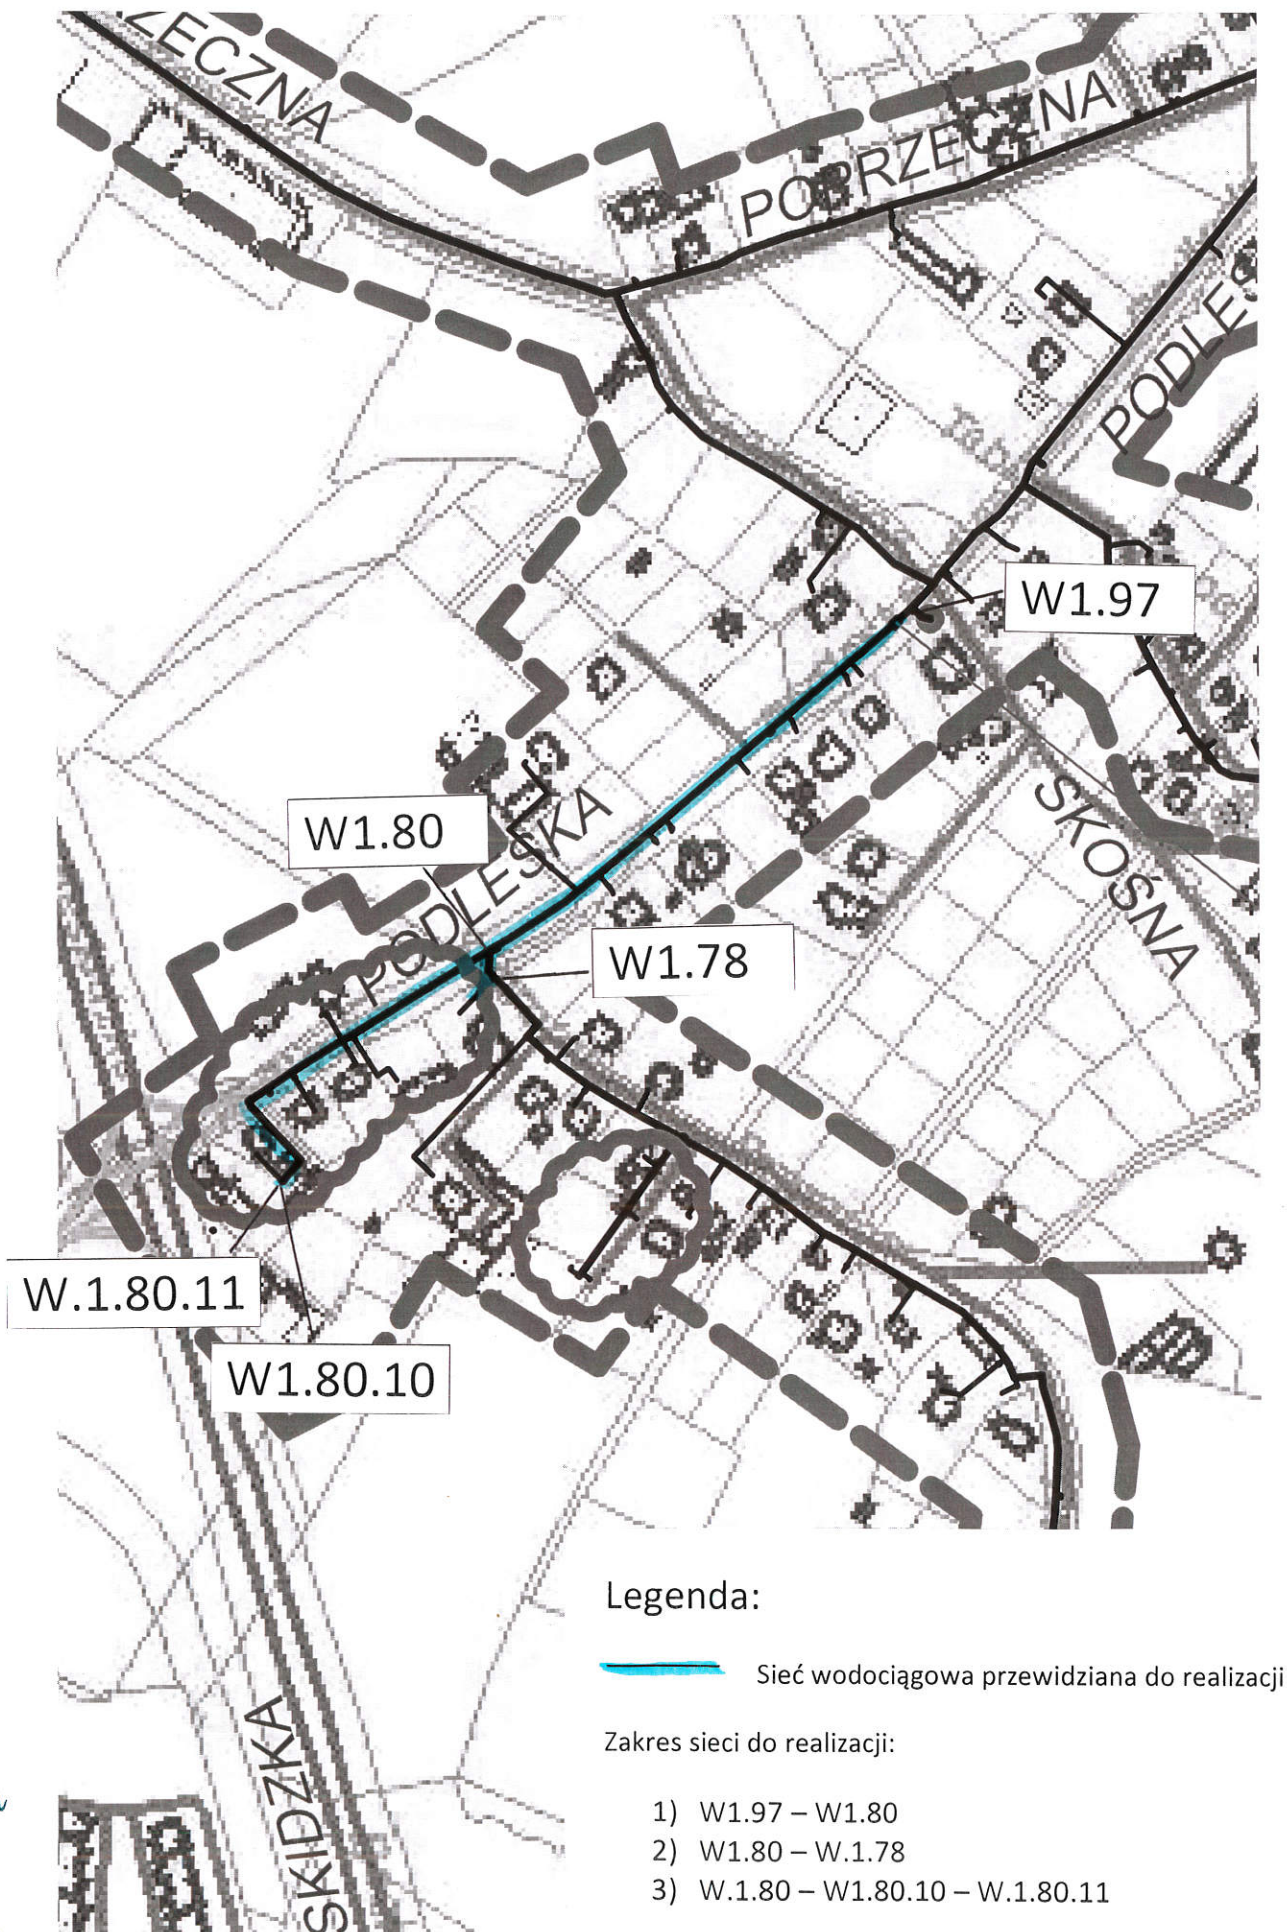 RZECZNA
POPRZECZNA
PODLES
W1.97
SKOŚNA
W1.80
PODLESKA
W1.78
W.1.80.11
W1.80.10
SKIDZKA
Legenda:
Sieć wodociągowa przewidziana do realizacji
Zakres sieci do realizacji:
1) W1.97 – W1.80
2) W1.80 – W.1.78
3) W.1.80 – W1.80.10 – W.1.80.11